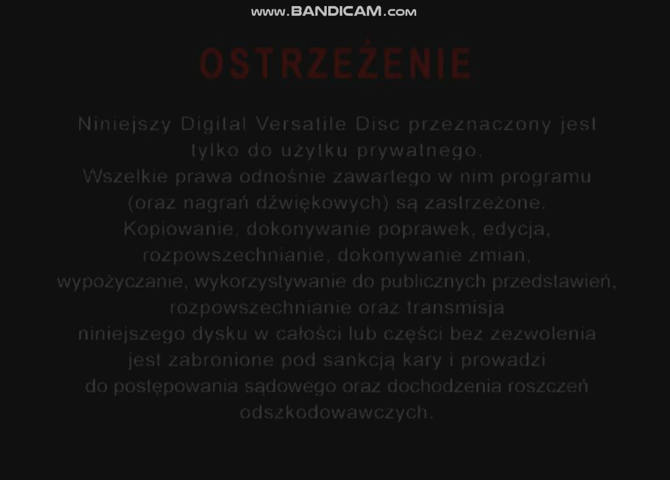 www.BANDICAM.com
OSTRZEŻENIE
Niniejszy Digital Versatile Disc przeznaczony jest
tylko do użytku prywatnego.
Wszelkie prawa odnośnie zawartego w nim programu
(oraz nagrań dźwiękowych) są zastrzeżone.
Kopiowanie, dokonywanie poprawek, edycja,
rozpowszechnianie, dokonywanie zmian,
wypożyczanie, wykorzystywanie do publicznych przedstawień,
rozpowszechnianie oraz transmisja
niniejszego dysku w całości lub części bez zezwolenia
jest zabronione pod sankcją kary i prowadzi
do postępowania sądowego oraz dochodzenia roszczeń
odszkodowawczych.